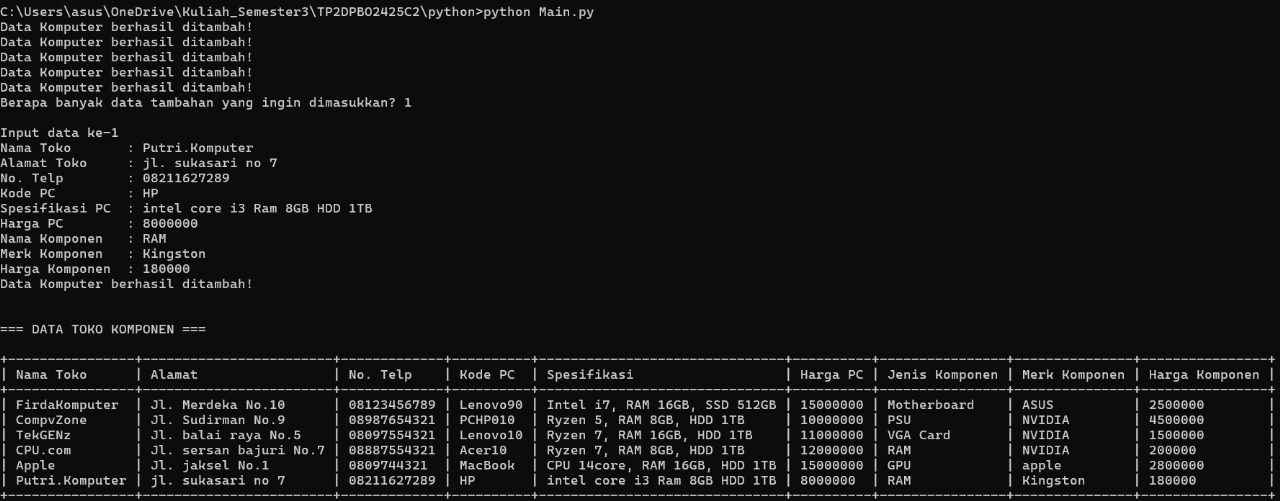 C:\Users\asus\OneDrive\Kuliah_Semester3\TP2DPBO2425C2\python>python Main.py
Data Komputer berhasil ditambah!
Data Komputer berhasil ditambah!
Data Komputer berhasil ditambah!
Data Komputer berhasil ditambah!
Data Komputer berhasil ditambah!
Berapa banyak data tambahan yang ingin dimasukkan? 1
Input data ke-1
Nama Toko : Putri.Komputer
Alamat Toko : jl. sukasari no 7
No. Telp : 08211627289
Kode PC : HP
Spesifikasi PC : intel core i3 Ram 8GB HDD 1TB
Harga PC : 8000000
Nama Komponen : RAM
Merk Komponen : Kingston
Harga Komponen : 180000
Data Komputer berhasil ditambah!
=== DATA TOKO KOMPONEN ===
| Nama Toko | Alamat | No. Telp | Kode PC | Spesifikasi | Harga PC | Jenis Komponen | Merk Komponen | Harga Komponen |
| FirdaKomputer | Jl. Merdeka No.10 | 08123456789 | Lenovo90 | Intel i7, RAM 16GB, SSD 512GB | 15000000 | Motherboard | ASUS | 2500000 |
| CompvZone | Jl. Sudirman No.9 | 08987654321 | PCHP010 | Ryzen 5, RAM 8GB, HDD 1TB | 10000000 | PSU | NVIDIA | 4500000 |
| TekGENz | Jl. balai raya No.5 | 08097554321 | Lenovo10 | Ryzen 7, RAM 16GB, HDD 1TB | 11000000 | VGA Card | NVIDIA | 1500000 |
| CPU.com | Jl. sersan bajuri No.7 | 08887554321 | Acer10 | Ryzen 7, RAM 8GB, HDD 1TB | 12000000 | RAM | NVIDIA | 200000 |
| Apple | Jl. jaksel No.1 | 0809744321 | MacBook | CPU 14core, RAM 16GB, HDD 1TB | 15000000 | GPU | apple | 2800000 |
| Putri.Komputer | jl. sukasari no 7 | 08211627289 | HP | intel core i3 Ram 8GB HDD 1TB | 8000000 | RAM | Kingston | 180000 |